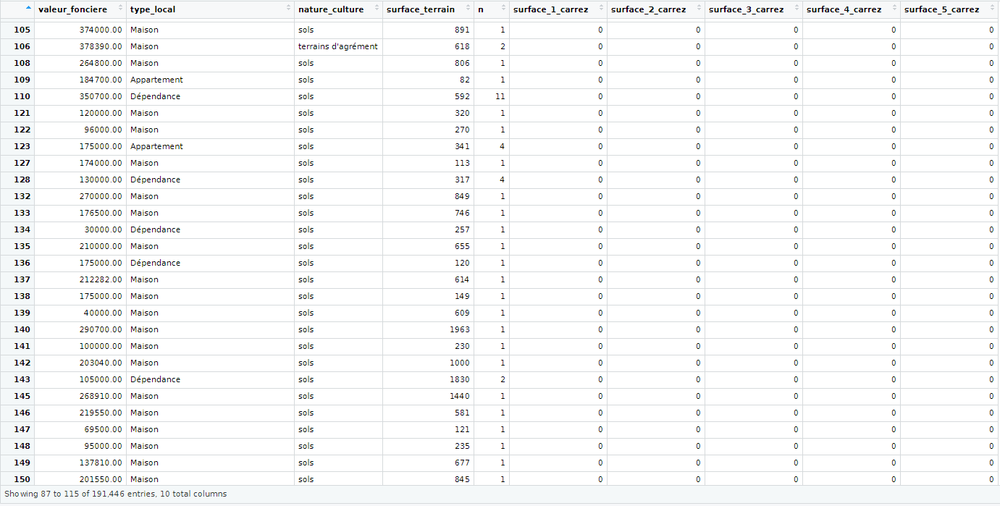 valeur_fonciere type_local nature_culture surface_terrain n surface_1_carrez surface_2_carrez surface_3_carrez surface_4_carrez surface_5_carrez
105 374000.00 Maison sols 891 1 0 0 0 0 0
106 378390.00 Maison terrains d'agrément 618 2 0 0 0 0 0
108 264800.00 Maison sols 806 1 0 0 0 0 0
109 184700.00 Appartement sols 82 1 0 0 0 0 0
110 350700.00 Dépendance sols 592 11 0 0 0 0 0
121 120000.00 Maison sols 320 1 0 0 0 0 0
122 96000.00 Maison sols 270 1 0 0 0 0 0
123 175000.00 Appartement sols 341 4 0 0 0 0 0
127 174000.00 Maison sols 113 1 0 0 0 0 0
128 130000.00 Dépendance sols 317 4 0 0 0 0 0
132 270000.00 Maison sols 849 1 0 0 0 0 0
133 176500.00 Maison sols 746 1 0 0 0 0 0
134 30000.00 Dépendance sols 257 1 0 0 0 0 0
135 210000.00 Maison sols 655 1 0 0 0 0 0
136 175000.00 Dépendance sols 120 1 0 0 0 0 0
137 212282.00 Maison sols 614 1 0 0 0 0 0
138 175000.00 Maison sols 149 1 0 0 0 0 0
139 40000.00 Maison sols 609 1 0 0 0 0 0
140 290700.00 Maison sols 1963 1 0 0 0 0 0
141 100000.00 Maison sols 230 1 0 0 0 0 0
142 203040.00 Maison sols 1000 1 0 0 0 0 0
143 105000.00 Dépendance sols 1830 2 0 0 0 0 0
145 268910.00 Maison sols 1440 1 0 0 0 0 0
146 219550.00 Maison sols 581 1 0 0 0 0 0
147 69500.00 Maison sols 121 1 0 0 0 0 0
148 95000.00 Maison sols 235 1 0 0 0 0 0
149 137810.00 Maison sols 677 1 0 0 0 0 0
150 201550.00 Maison sols 845 1 0 0 0 0 0
Showing 87 to 115 of 191,446 entries, 10 total columns